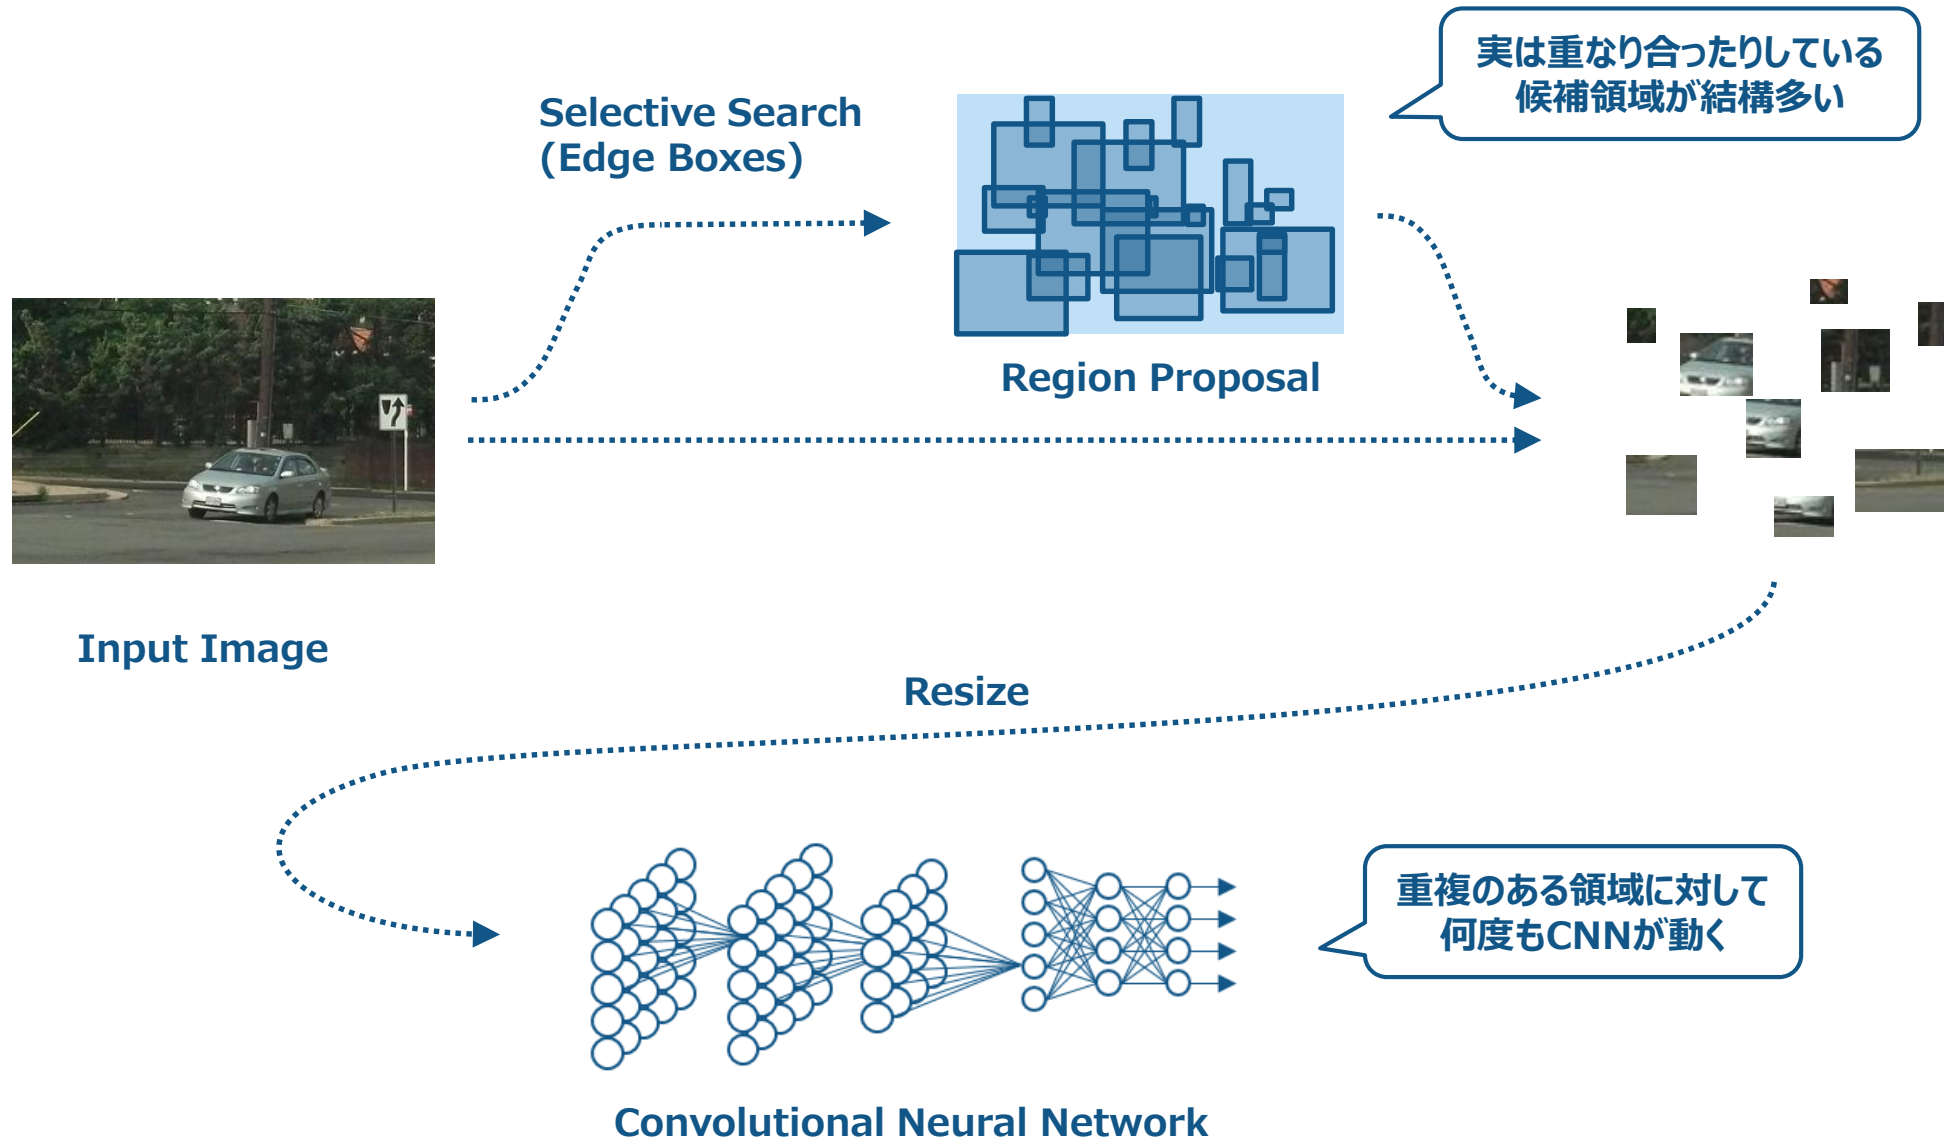 実は重なり合ったりしている
候補領域が結構多い
Selective Search
(Edge Boxes)
Region Proposal
Input Image
Resize
重複のある領域に対して
何度もCNNが動く
Convolutional Neural Network